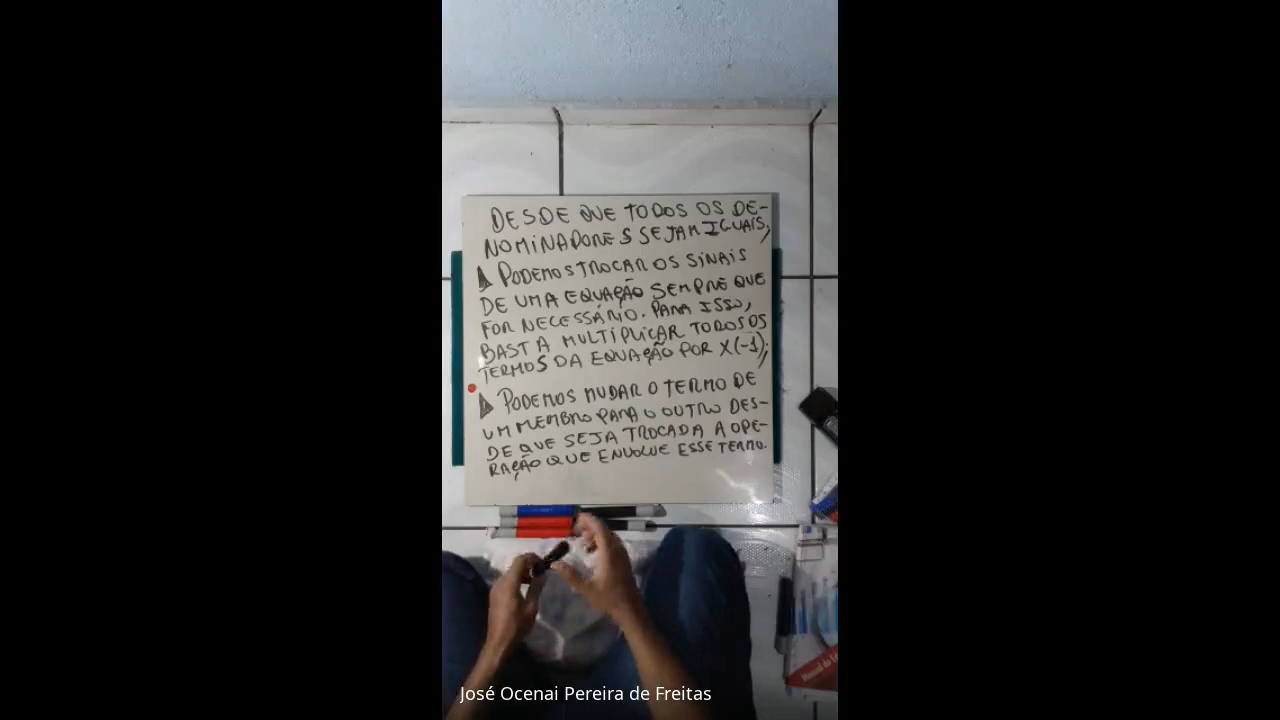 DESDE QUE TODOS OS DE-
NOMINADORES SEJAM IGUAIS;
PODEMOS TROCAR OS SINAIS
DE UMA EQUAÇÃO SEMPRE QUE
FOR NECESSÁRIO. PARA ISSO,
BASTA MULTIPLICAR TODOS OS
TERMOS DA EQUAÇÃO POR X(-1);
PODEMOS MUDAR O TERMO DE
UM MEMBRO PARA O OUTRO DES-
DE QUE SEJA TROCADA A OPE-
RAÇÃO QUE ENVOLVE ESSE TERMO.
José Ocenai Pereira de Freitas